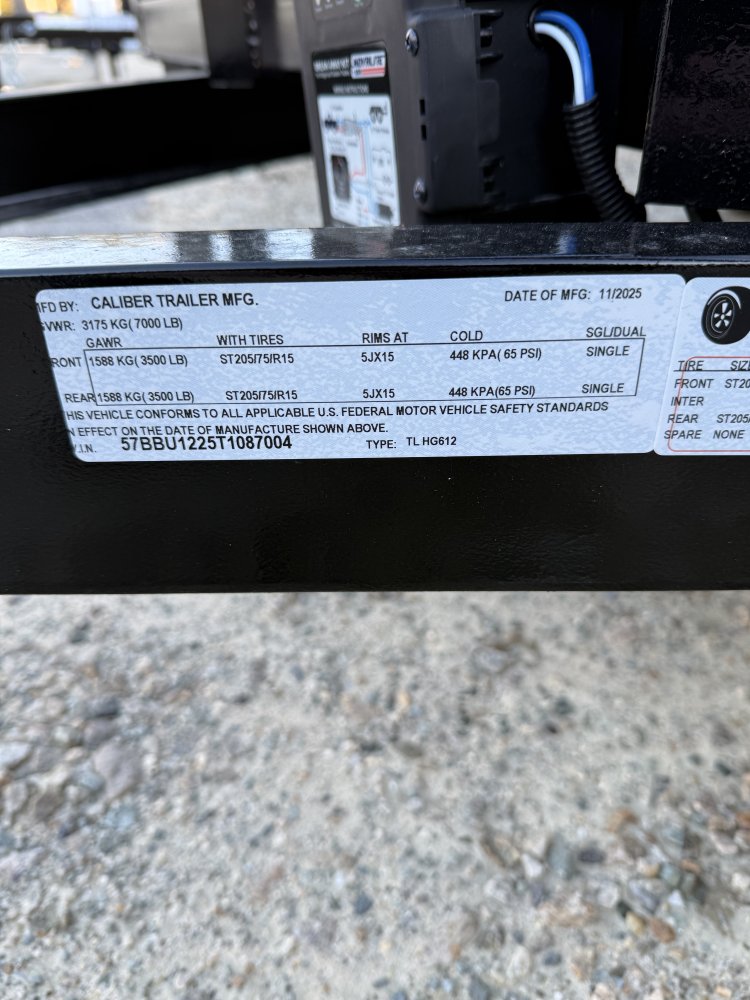 NOVALITE
MFD BY: CALIBER TRAILER MFG. DATE OF MFG: 11/2025
GVWR: 3175 KG( 7000 LB)
GAWR WITH TIRES RIMS AT COLD SGL/DUAL
FRONT 1588 KG( 3500 LB) ST205/75/R15 5JX15 448 KPA( 65 PSI) SINGLE
REAR 1588 KG( 3500 LB) ST205/75/R15 5JX15 448 KPA(65 PSI) SINGLE
THIS VEHICLE CONFORMS TO ALL APPLICABLE U.S. FEDERAL MOTOR VEHICLE SAFETY STANDARDS
IN EFFECT ON THE DATE OF MANUFACTURE SHOWN ABOVE.
V.I.N. 57BBU1225T1087004 TYPE: TL HG612
TIRE SIZ
FRONT ST20
INTER
REAR ST205/
SPARE NONE